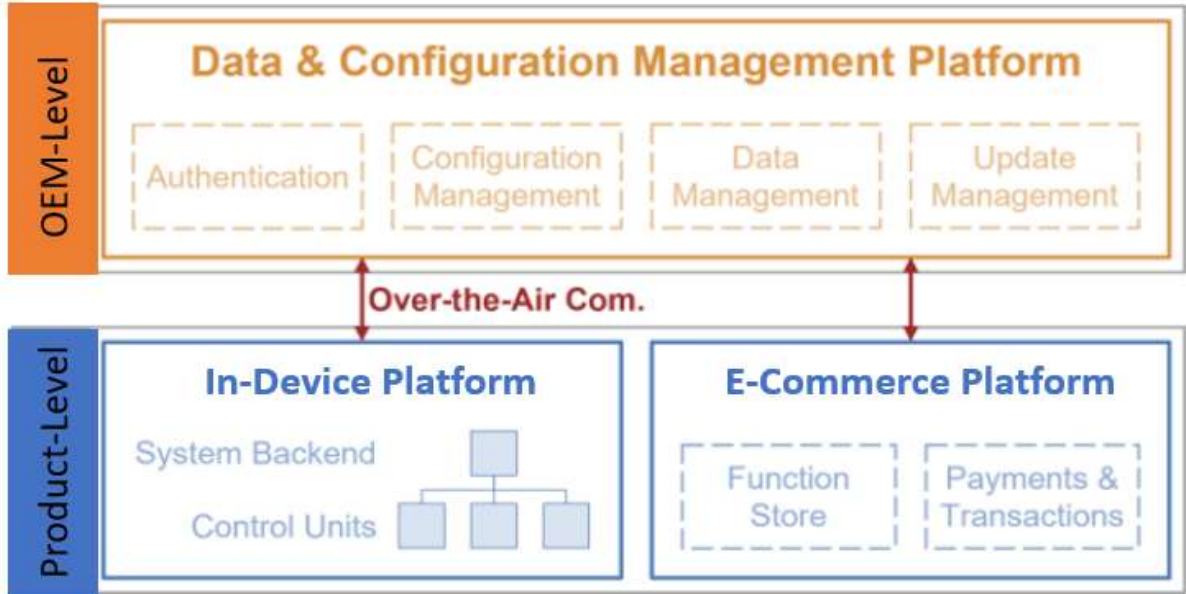 OEM-Level
Data & Configuration Management Platform
Authentication
Configuration
Management
Data
Management
Update
Management
Over-the-Air Com.
Product-Level
In-Device Platform
System Backend
Control Units
E-Commerce Platform
Function
Store
Payments &
Transactions